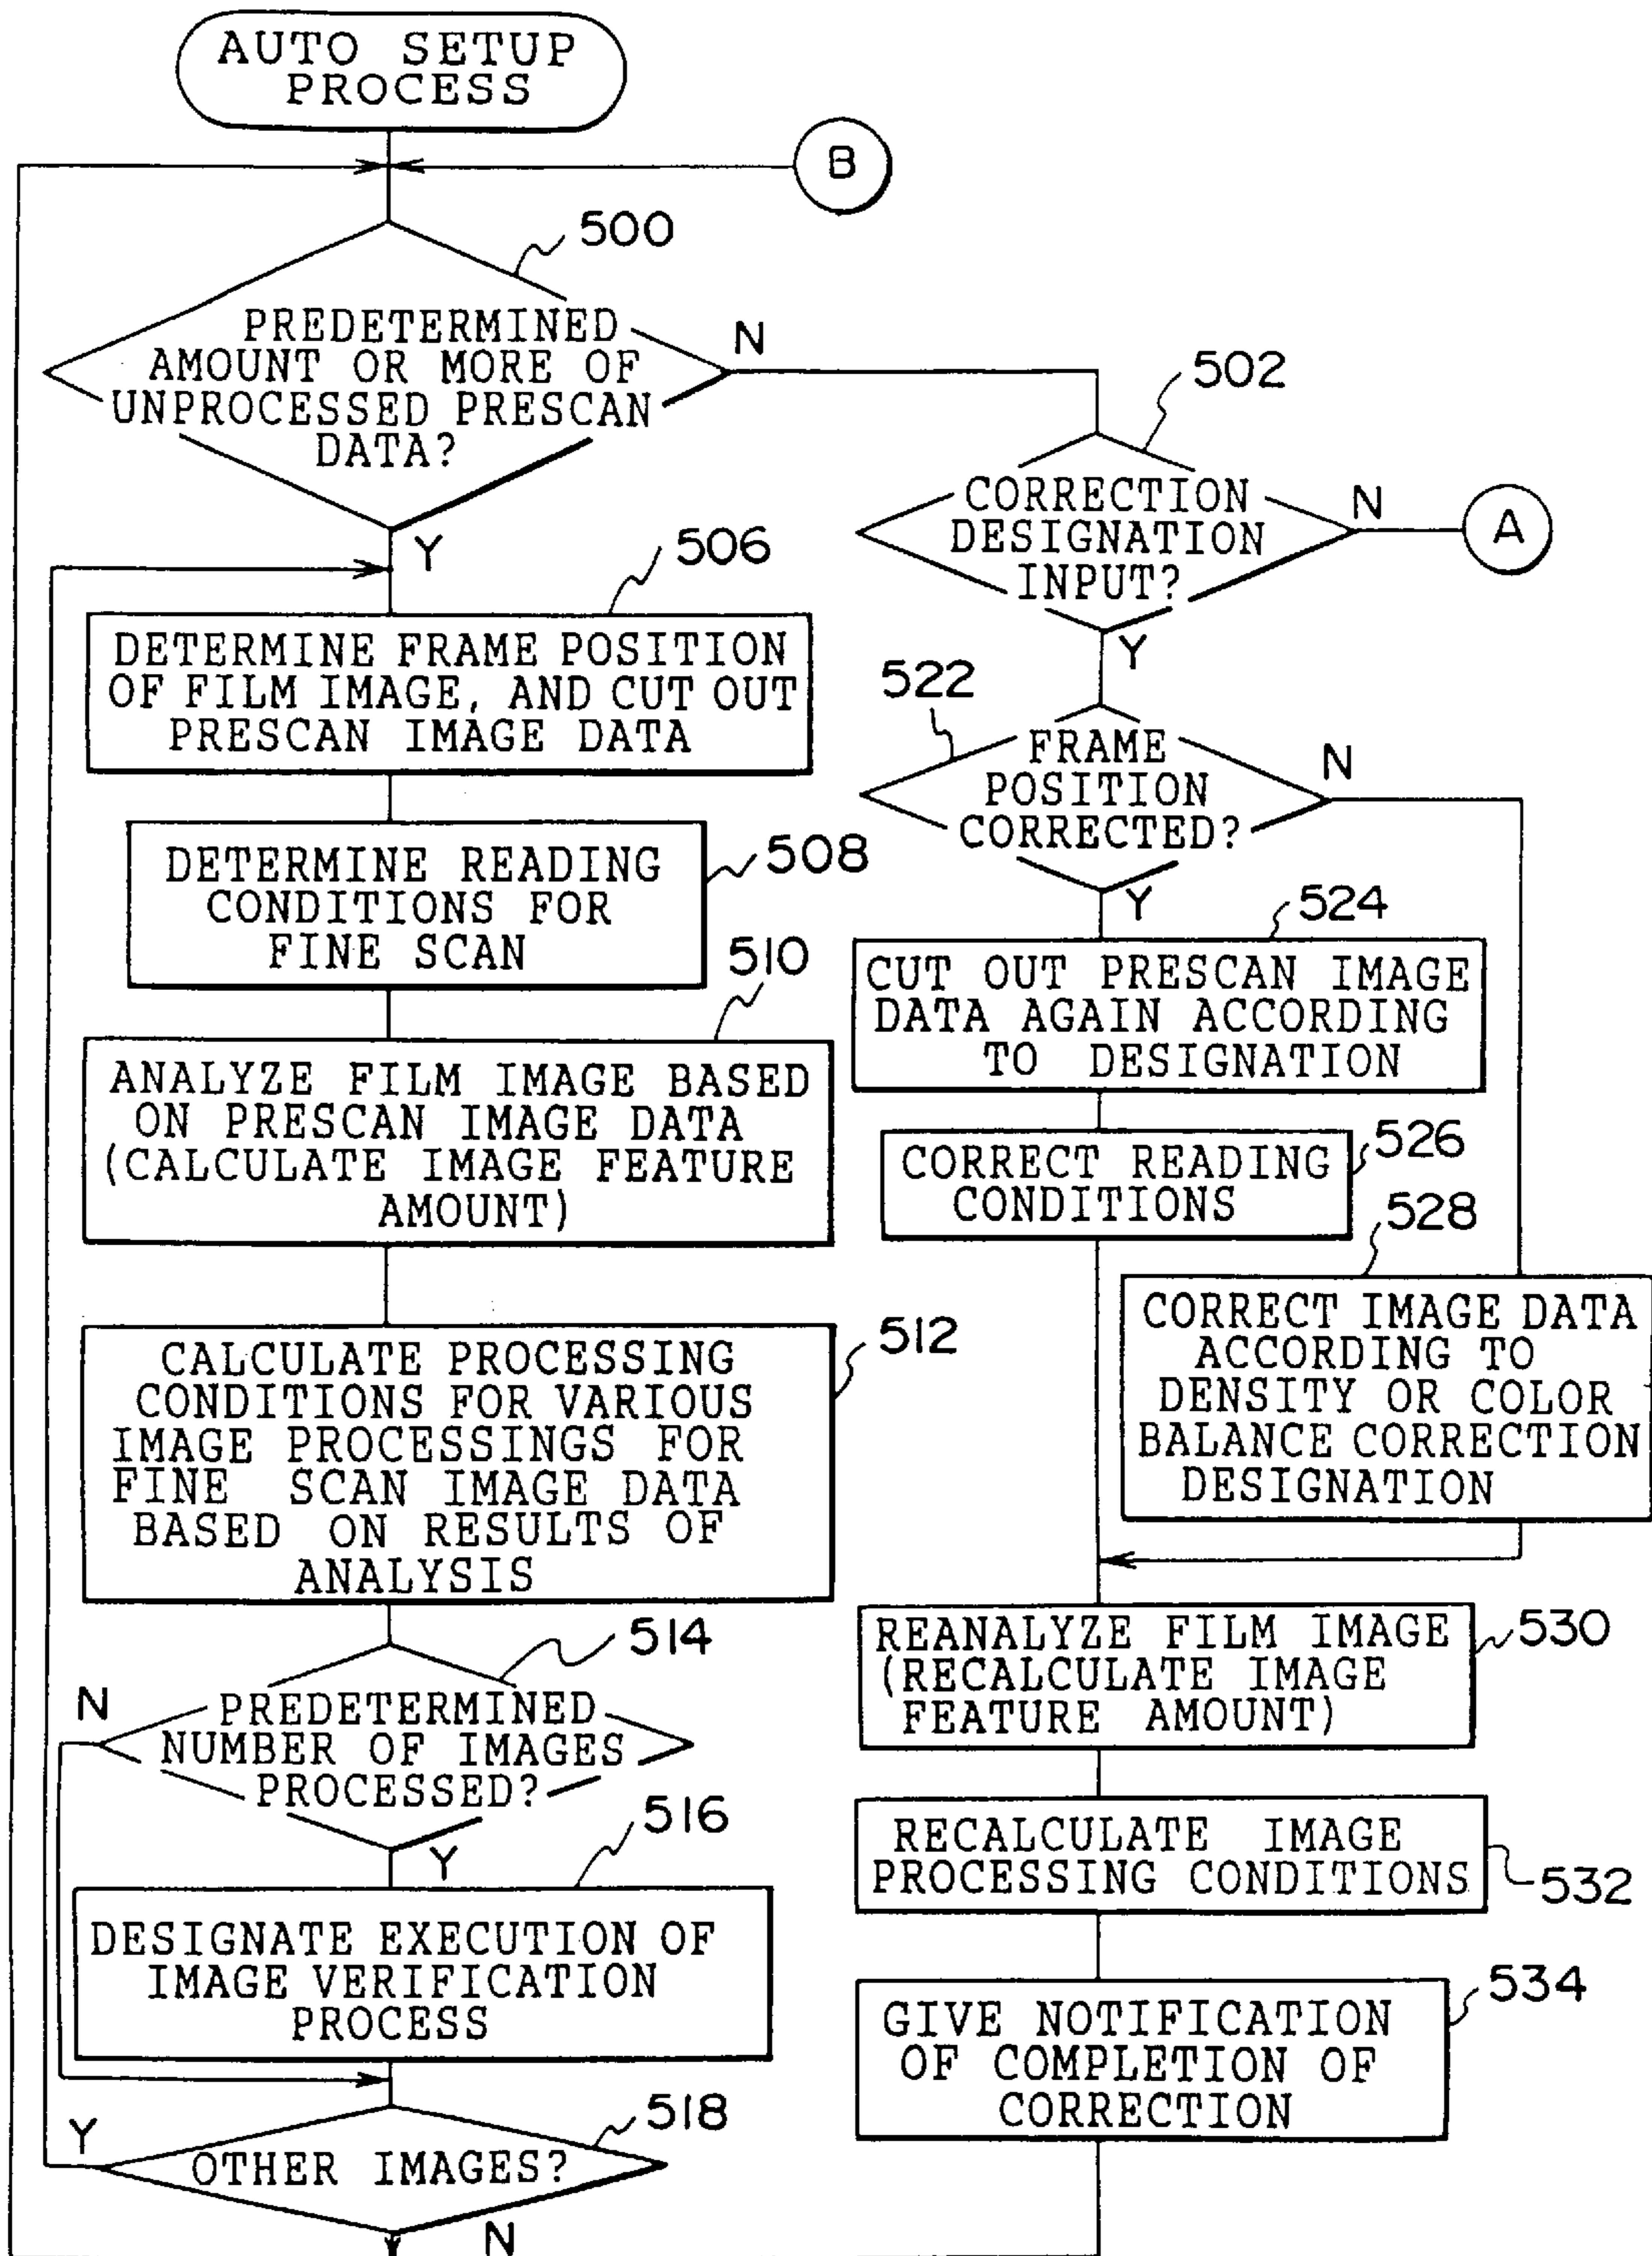 AUTO SETUP
PROCESS
B
500
PREDETERMINED
AMOUNT OR MORE OF
UNPROCESSED PRESCAN
DATA?
N
Y
502
CORRECTION
DESIGNATION
INPUT?
N
A
Y
506
DETERMINE FRAME POSITION
OF FILM IMAGE, AND CUT OUT
PRESCAN IMAGE DATA
522
FRAME
POSITION
CORRECTED?
N
Y
508
DETERMINE READING
CONDITIONS FOR
FINE SCAN
524
CUT OUT PRESCAN IMAGE
DATA AGAIN ACCORDING
TO DESIGNATION
510
ANALYZE FILM IMAGE BASED
ON PRESCAN IMAGE DATA
(CALCULATE IMAGE FEATURE
AMOUNT)
526
CORRECT READING
CONDITIONS
528
CORRECT IMAGE DATA
ACCORDING TO
DENSITY OR COLOR
BALANCE CORRECTION
DESIGNATION
512
CALCULATE PROCESSING
CONDITIONS FOR VARIOUS
IMAGE PROCESSINGS FOR
FINE SCAN IMAGE DATA
BASED ON RESULTS OF
ANALYSIS
530
REANALYZE FILM IMAGE
(RECALCULATE IMAGE
FEATURE AMOUNT)
514
N
PREDETERMINED
NUMBER OF IMAGES
PROCESSED?
Y
532
RECALCULATE IMAGE
PROCESSING CONDITIONS
516
DESIGNATE EXECUTION OF
IMAGE VERIFICATION
PROCESS
534
GIVE NOTIFICATION
OF COMPLETION OF
CORRECTION
518
Y
OTHER IMAGES?
N